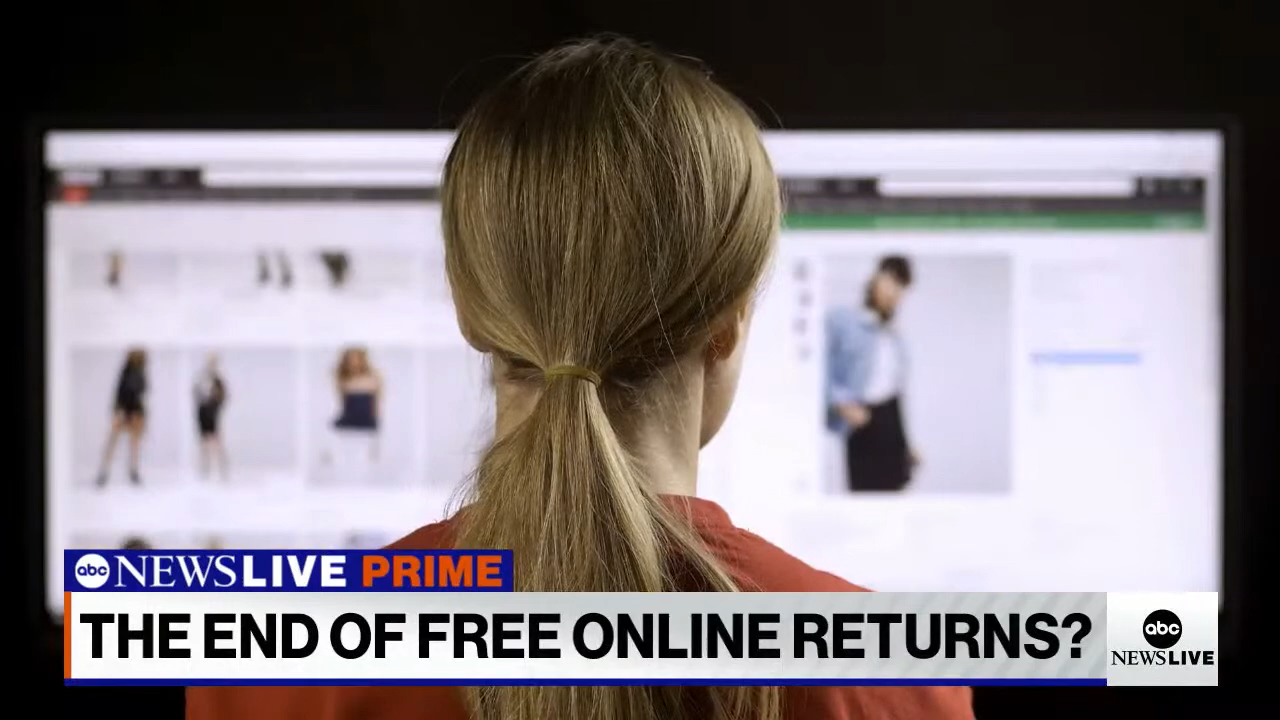 abc NEWS LIVE PRIME
THE END OF FREE ONLINE RETURNS?
abc
NEWS LIVE